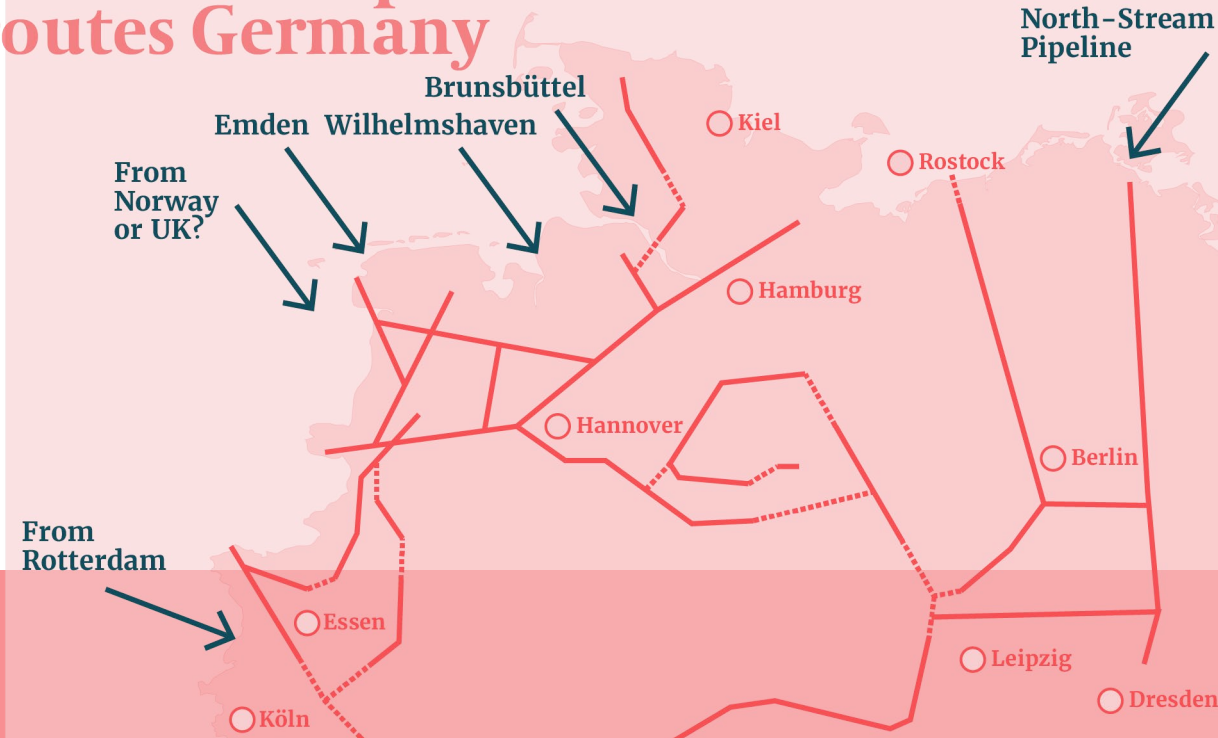 outes Germany
North-Stream
Pipeline
Brunsbüttel
Emden
Wilhelmshaven
Kiel
Rostock
From
Norway
or UK?
Hamburg
Hannover
Berlin
From
Rotterdam
Essen
Leipzig
Dresden
Köln